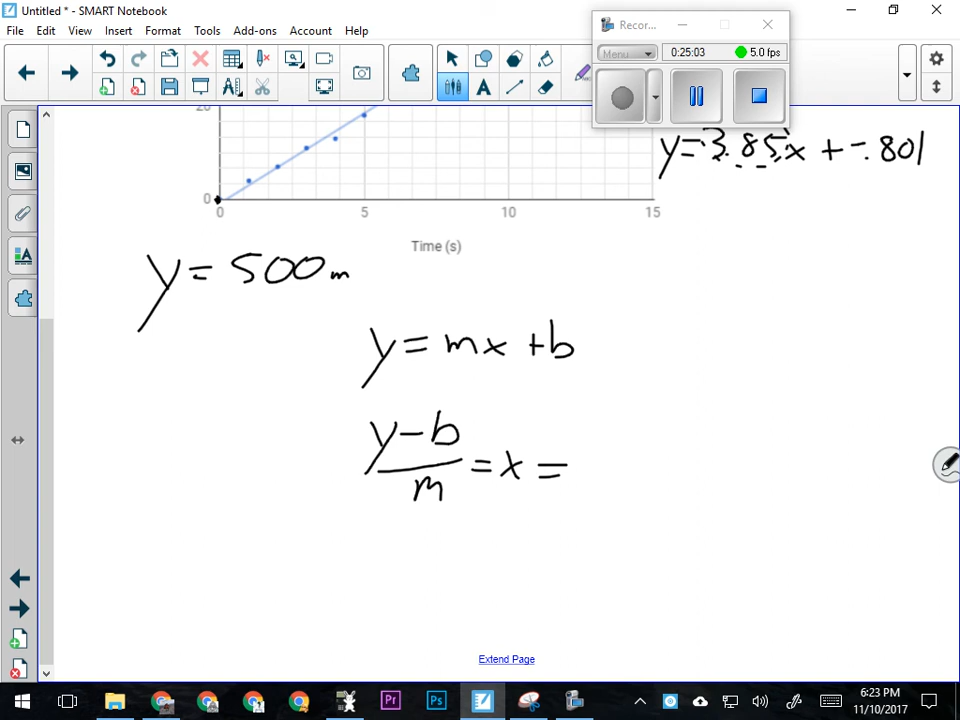 Untitled * - SMART Notebook
File Edit View Insert Format Tools Add-ons Account Help
Recor...
Menu 0:25:03 5.0 fps
20
0
0 5 10 15
Time (s)
y=3.85x + -.801
y = 500m
y = mx + b
y-b
m
= x =
Extend Page
6:23 PM
11/10/2017